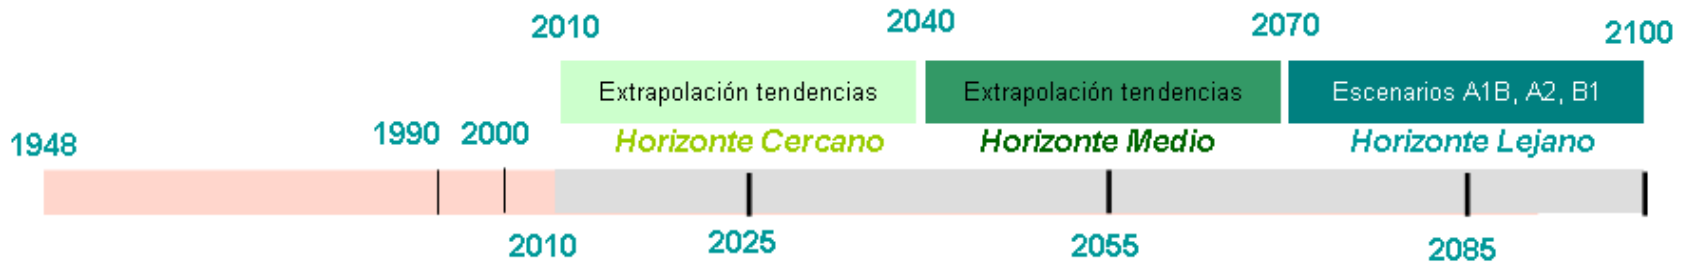 2010
2040
2070
2100
Extrapolación tendencias
Extrapolación tendencias
Escenarios A1B, A2, B1
1948
1990
2000
Horizonte Cercano
Horizonte Medio
Horizonte Lejano
2010
2025
2055
2085